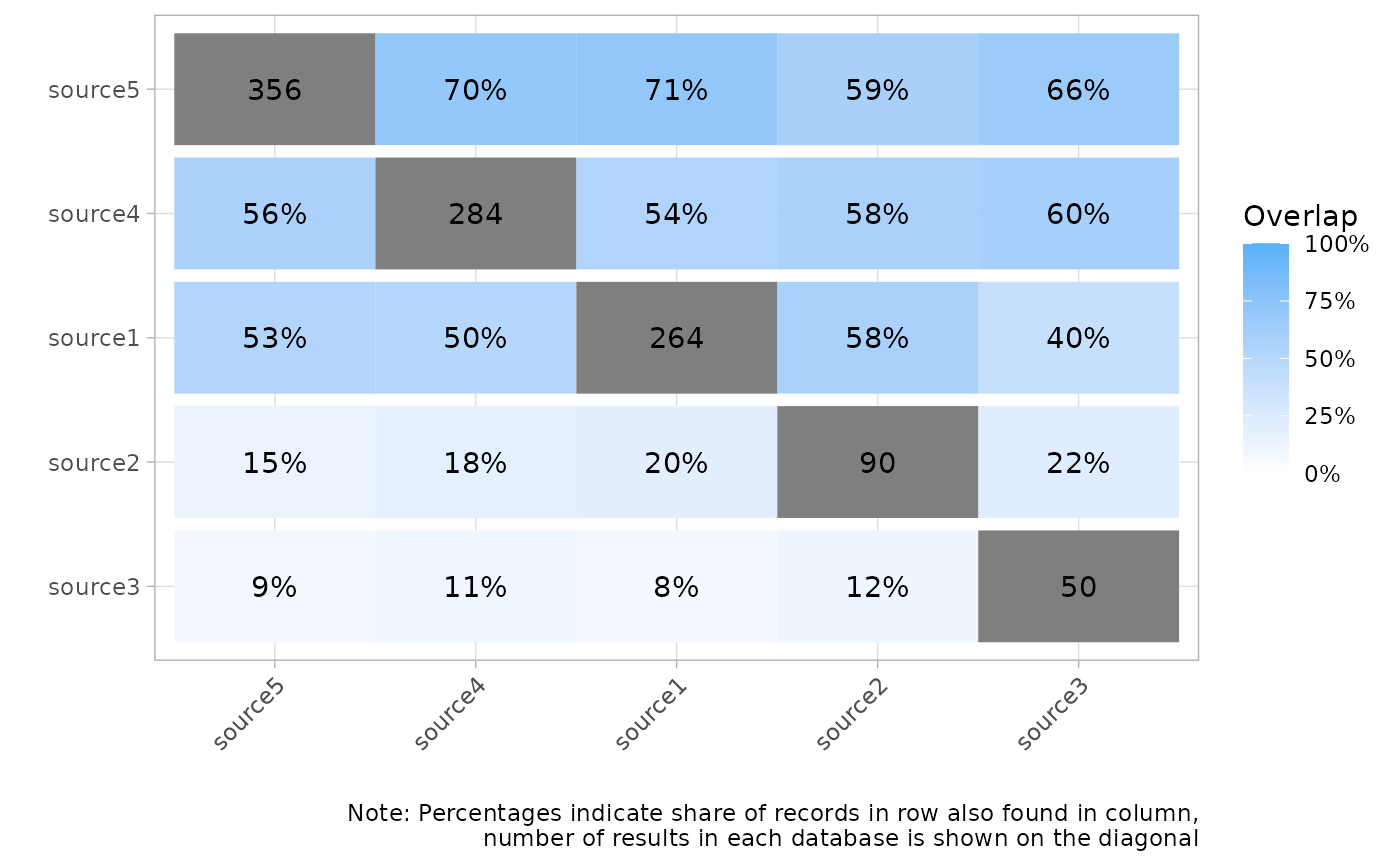 source5 356 70% 71% 59% 66%
source4 56% 284 54% 58% 60%
source1 53% 50% 264 58% 40%
source2 15% 18% 20% 90 22%
source3 9% 11% 8% 12% 50
source5 source4 source1 source2 source3
Overlap
100%
75%
50%
25%
0%
Note: Percentages indicate share of records in row also found in column,
number of results in each database is shown on the diagonal